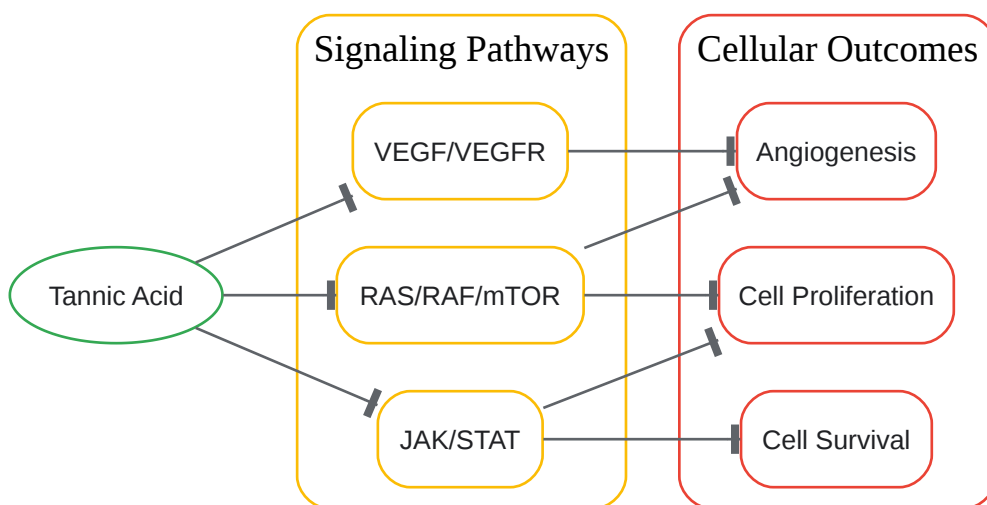 Signaling Pathways
Cellular Outcomes
VEGF/VEGFR
Angiogenesis
Tannic Acid
RAS/RAF/mTOR
Cell Proliferation
JAK/STAT
Cell Survival